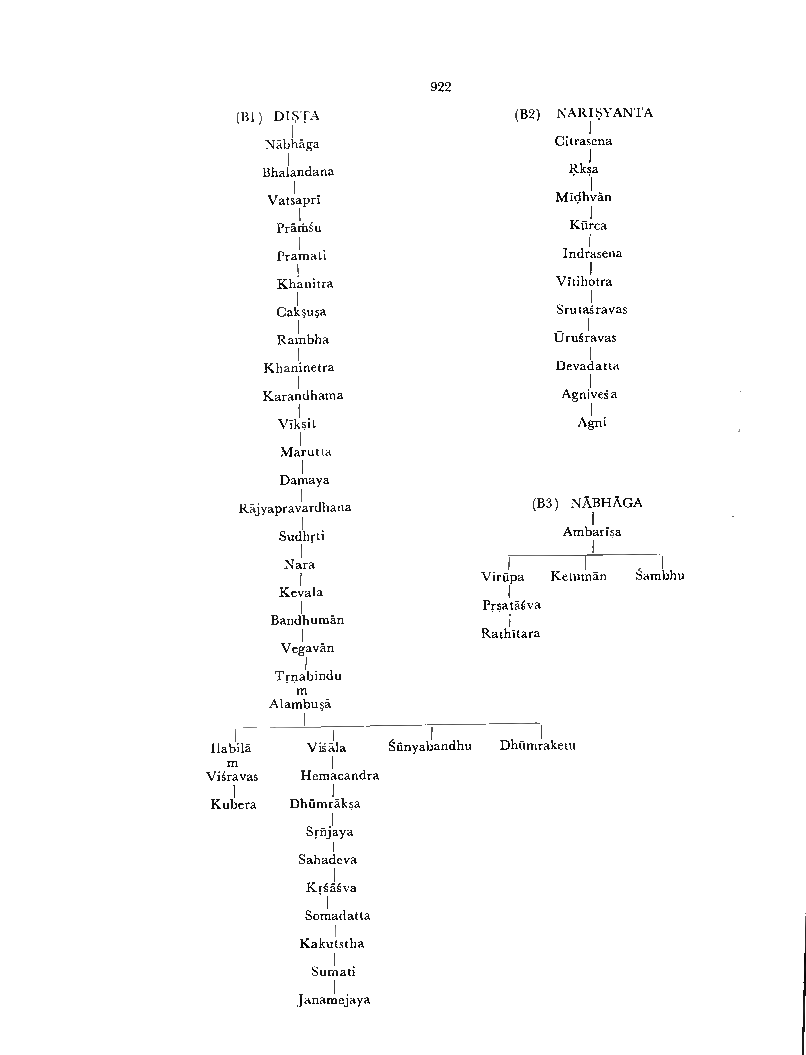 922
(B1) DIṢṬA
Nābhāga
Bhalandana
Vatsaprī
Prāṁśu
Pramati
Khanitra
Cakṣuṣa
Rambha
Khaninetra
Karandhama
Vīkṣit
Marutta
Damaya
Rājyapravardhana
Sudhṛti
Nara
Kevala
Bandhumān
Vegavān
Tṛṇabindu
m
Alambuṣā
Ilabilā
m
Viśravas
Kubera
Viśāla
Hemacandra
Dhūmrākṣa
Sṛñjaya
Sahadeva
Kṛśāśva
Somadatta
Kakutstha
Sumati
Janamejaya
Śūnyabandhu
Dhūmraketu
(B2) NARIṢYANTA
Citrasena
Ṛkṣa
Mīḍhvān
Kūrca
Indrasena
Vītihotra
Srutaśravas
Ūruśravas
Devadatta
Agniveśa
Agni
(B3) NĀBHĀGA
Ambarīṣa
Virūpa Ketumān Śambhu
Pṛṣatāśva
Rathītara